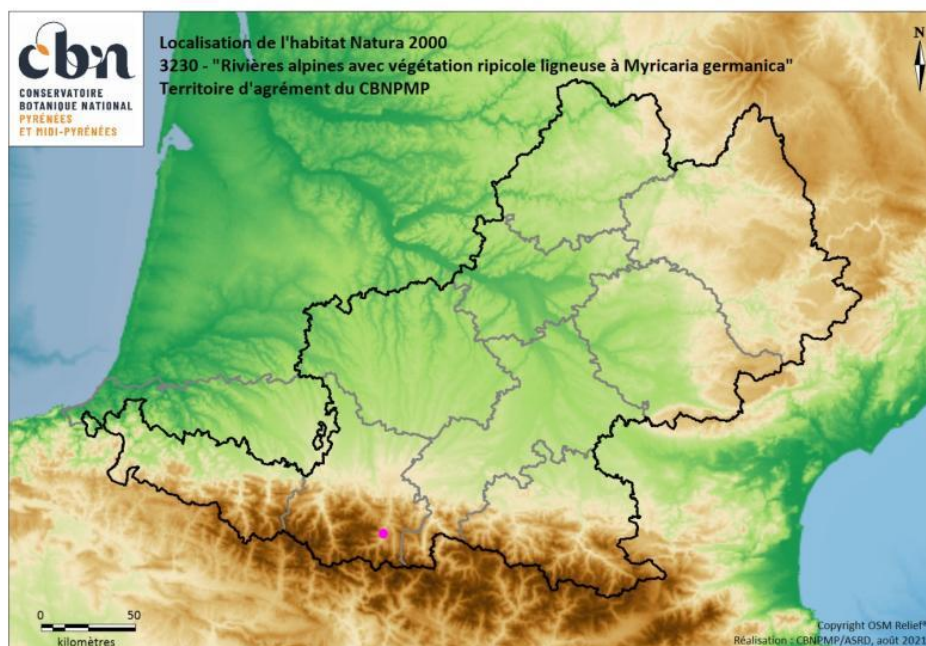 cbn
CONSERVATOIRE
BOTANIQUE NATIONAL
PYRÉNÉES
ET MIDI-PYRÉNÉES
Localisation de l'habitat Natura 2000
3230 - "Rivières alpines avec végétation ripicole ligneuse à Myricaria germanica"
Territoire d'agrément du CBNPMP
N
0 50
kilomètres
Copyright OSM Relief®
Réalisation : CBNPMP/ASRD, août 2021